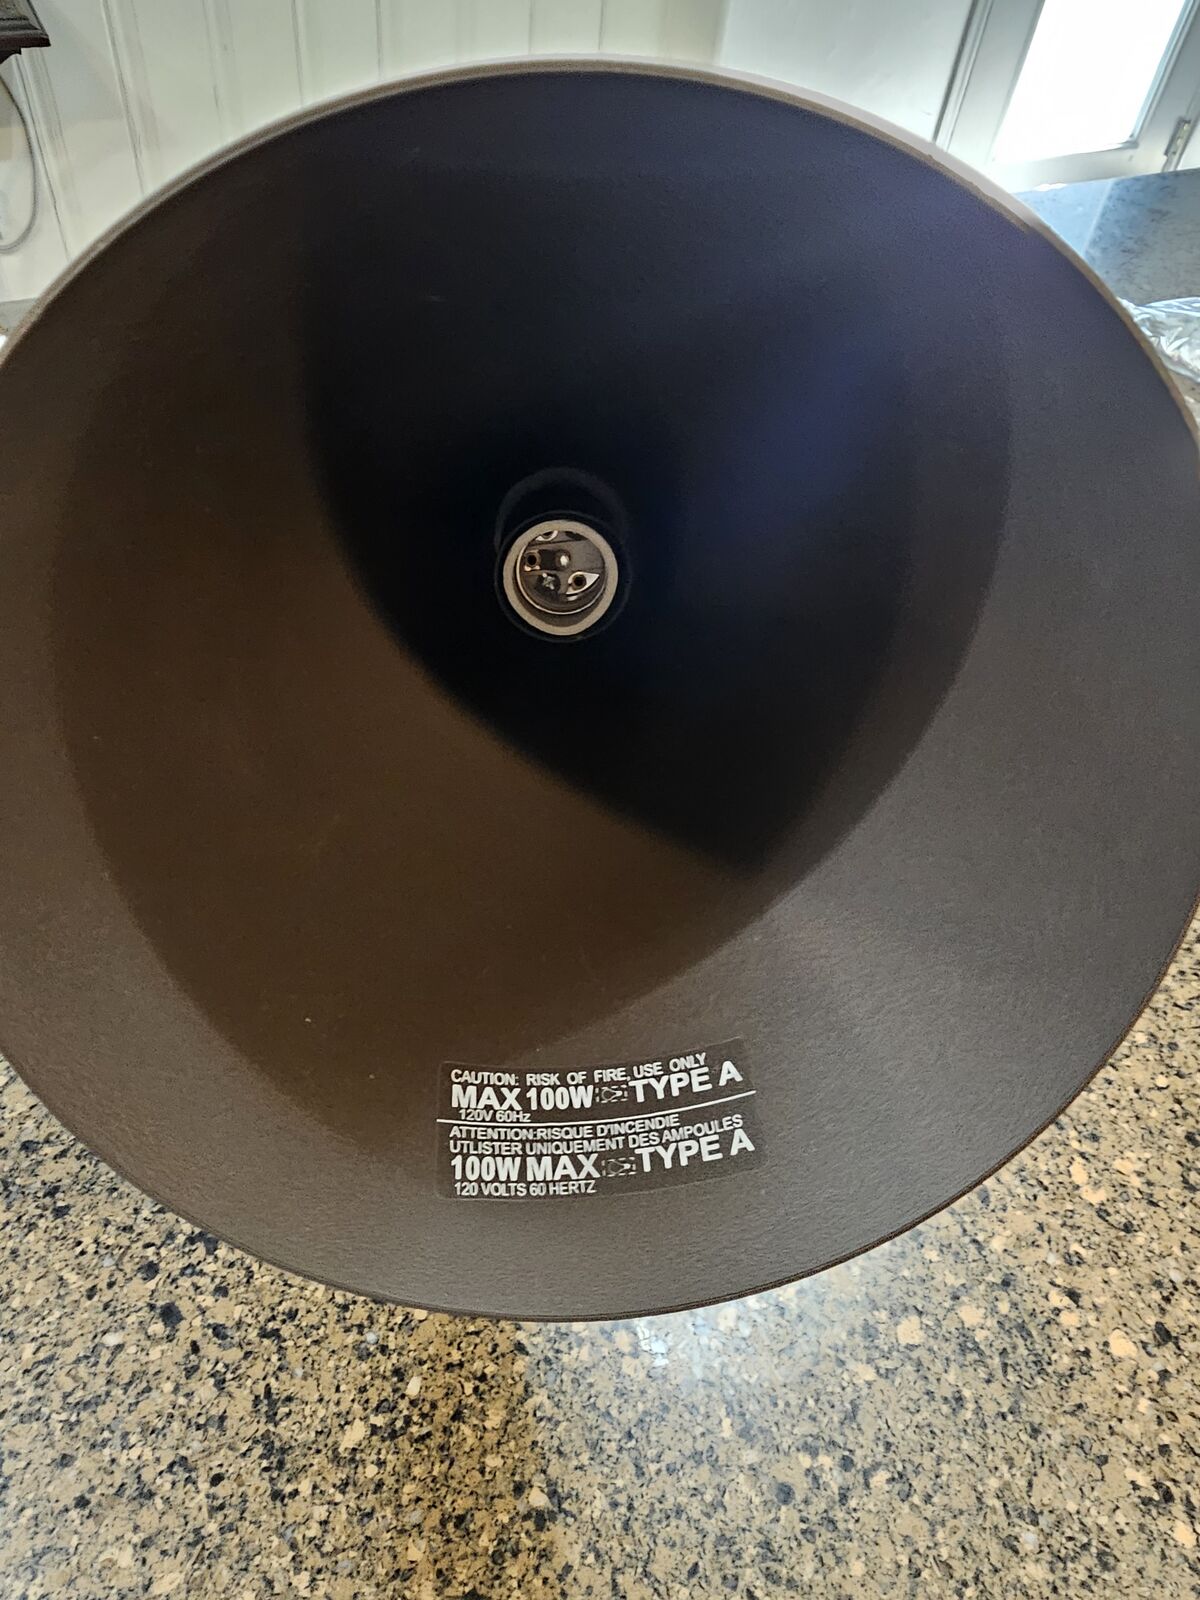 CAUTION: RISK OF FIRE, USE ONLY
MAX 100W TYPE A
120V 60Hz
ATTENTION:RISQUE D'INCENDIE
UTLISTER UNIQUEMENT DES AMPOULES
100W MAX TYPE A
120 VOLTS 60 HERTZ